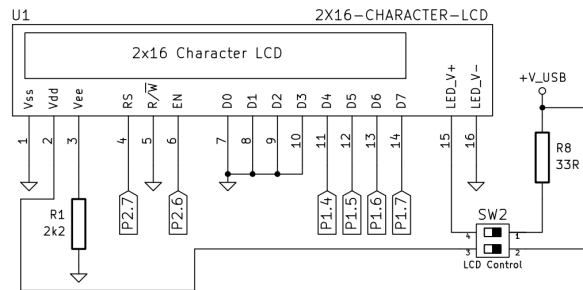 U1 2X16-CHARACTER-LCD
2x16 Character LCD
Vss Vdd Vee RS R/W EN D0 D1 D2 D3 D4 D5 D6 D7 LED_V+ LED_V-
+V_USB
1 2 3 4 5 6 7 8 9 10 11 12 13 14 15 16
R8
33R
R1
2k2
P2.7 P2.6 P1.4 P1.5 P1.6 P1.7
SW2
4 1
3 2
LCD Control